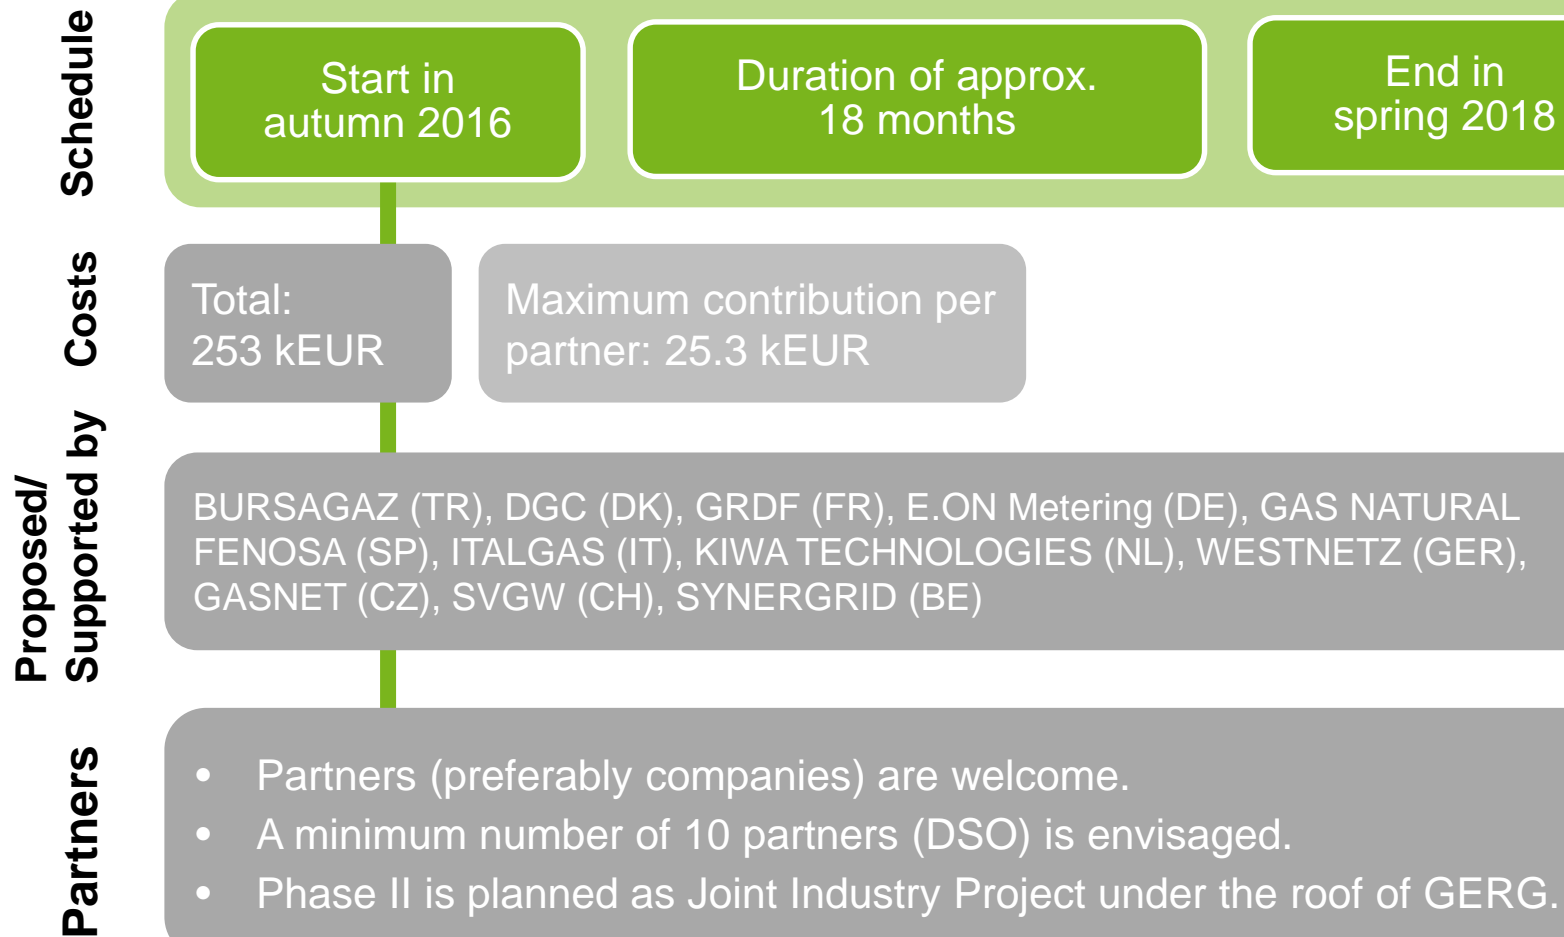 Schedule
Start in
autumn 2016
Duration of approx.
18 months
End in
spring 2018
Costs
Total:
253 kEUR
Maximum contribution per
partner: 25.3 kEUR
Proposed/
Supported by
BURSAGAZ (TR), DGC (DK), GRDF (FR), E.ON Metering (DE), GAS NATURAL
FENOSA (SP), ITALGAS (IT), KIWA TECHNOLOGIES (NL), WESTNETZ (GER),
GASNET (CZ), SVGW (CH), SYNERGRID (BE)
Partners
• Partners (preferably companies) are welcome.
• A minimum number of 10 partners (DSO) is envisaged.
• Phase II is planned as Joint Industry Project under the roof of GERG.